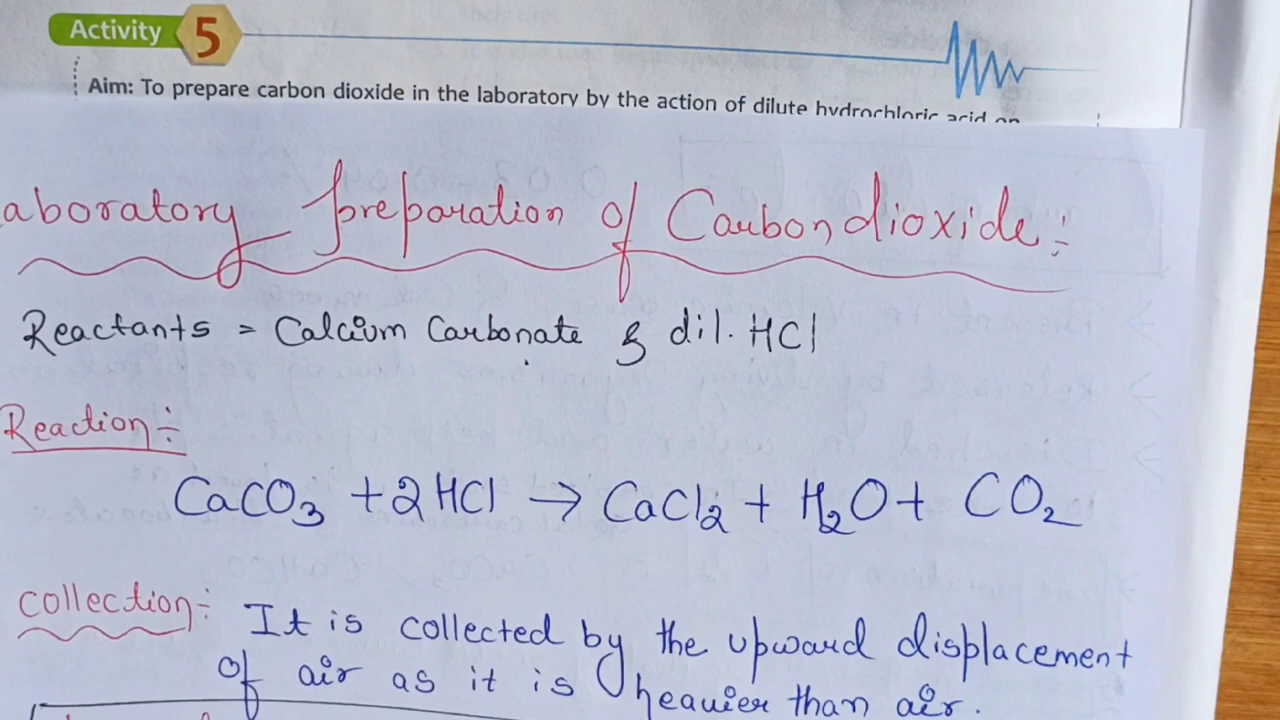 Activity 5
Aim: To prepare carbon dioxide in the laboratory by the action of dilute hydrochloric acid on
aboratory preparation of Carbondioxide:-
Reactants = Calcium Carbonate & dil. HCl
Reaction:-
CaCO₃ + 2HCl → CaCl₂ + H₂O + CO₂
Collection:- It is collected by the upward displacement
of air as it is heavier than air.